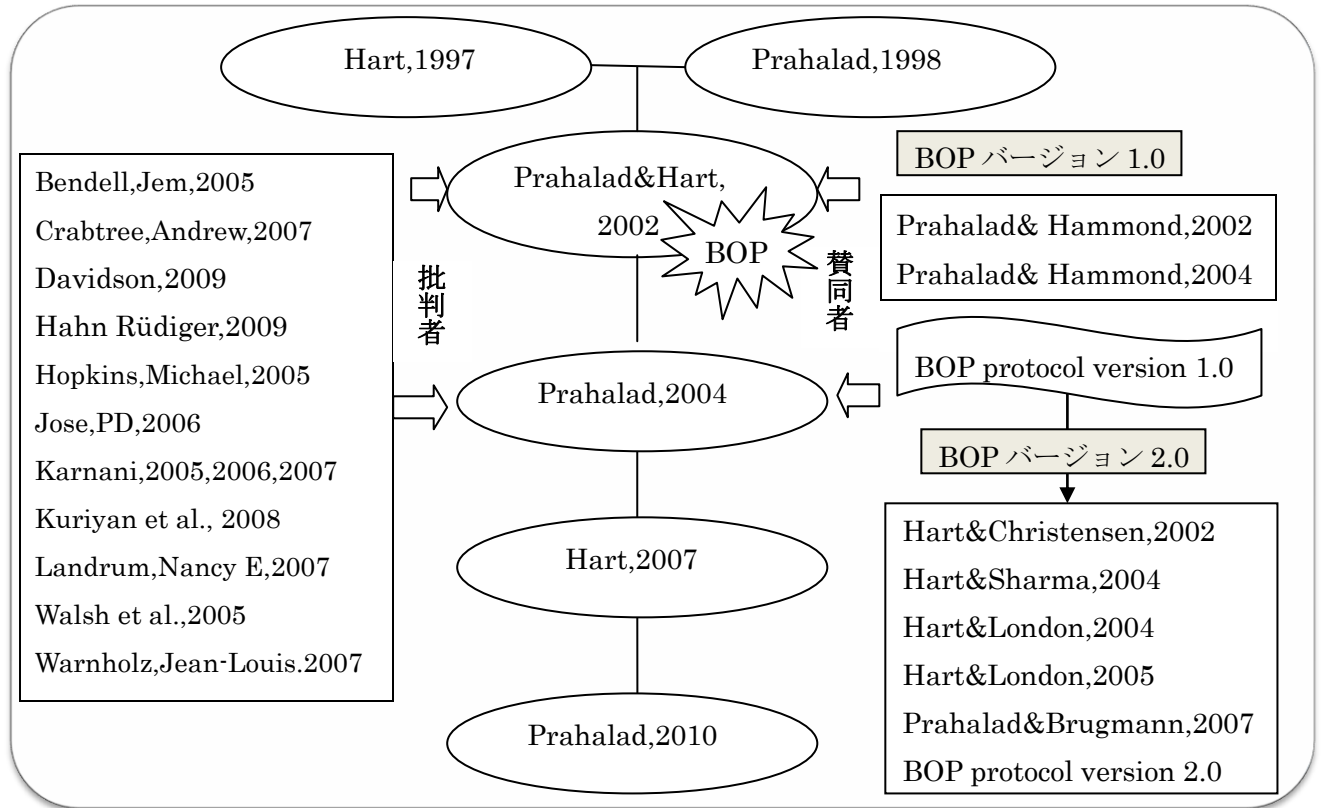 Hart,1997
Prahalad,1998
Prahalad&Hart,
2002
BOP
Prahalad,2004
Hart,2007
Prahalad,2010
Bendell,Jem,2005
Crabtree,Andrew,2007
Davidson,2009
Hahn Rüdiger,2009
Hopkins,Michael,2005
Jose,PD,2006
Karnani,2005,2006,2007
Kuriyan et al., 2008
Landrum,Nancy E,2007
Walsh et al.,2005
Warnholz,Jean-Louis.2007
批判者
賛同者
BOP バージョン 1.0
Prahalad& Hammond,2002
Prahalad& Hammond,2004
BOP protocol version 1.0
BOP バージョン 2.0
Hart&Christensen,2002
Hart&Sharma,2004
Hart&London,2004
Hart&London,2005
Prahalad&Brugmann,2007
BOP protocol version 2.0